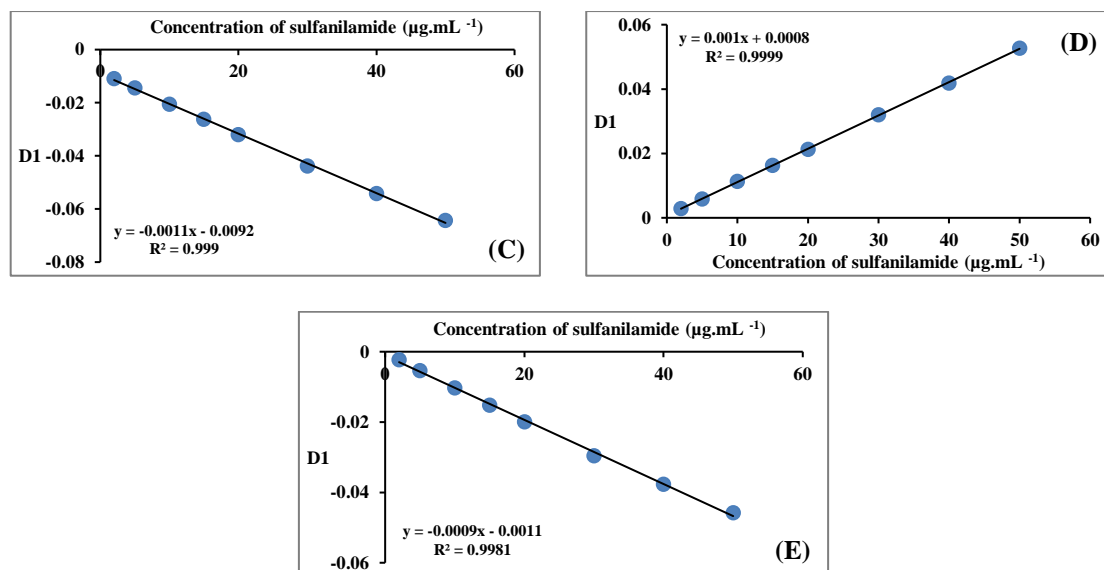 Concentration of sulfanilamide (µg.mL ⁻¹)
0
0 20 40 60
-0.02
D1 -0.04
-0.06
-0.08
y = -0.0011x - 0.0092
R² = 0.999
(C)
0.06
y = 0.001x + 0.0008
R² = 0.9999
(D)
0.04
D1
0.02
0
0 10 20 30 40 50 60
Concentration of sulfanilamide (µg.mL ⁻¹)
Concentration of sulfanilamide (µg.mL ⁻¹)
0
0 20 40 60
-0.02
D1
-0.04
y = -0.0009x - 0.0011
R² = 0.9981
(E)
-0.06